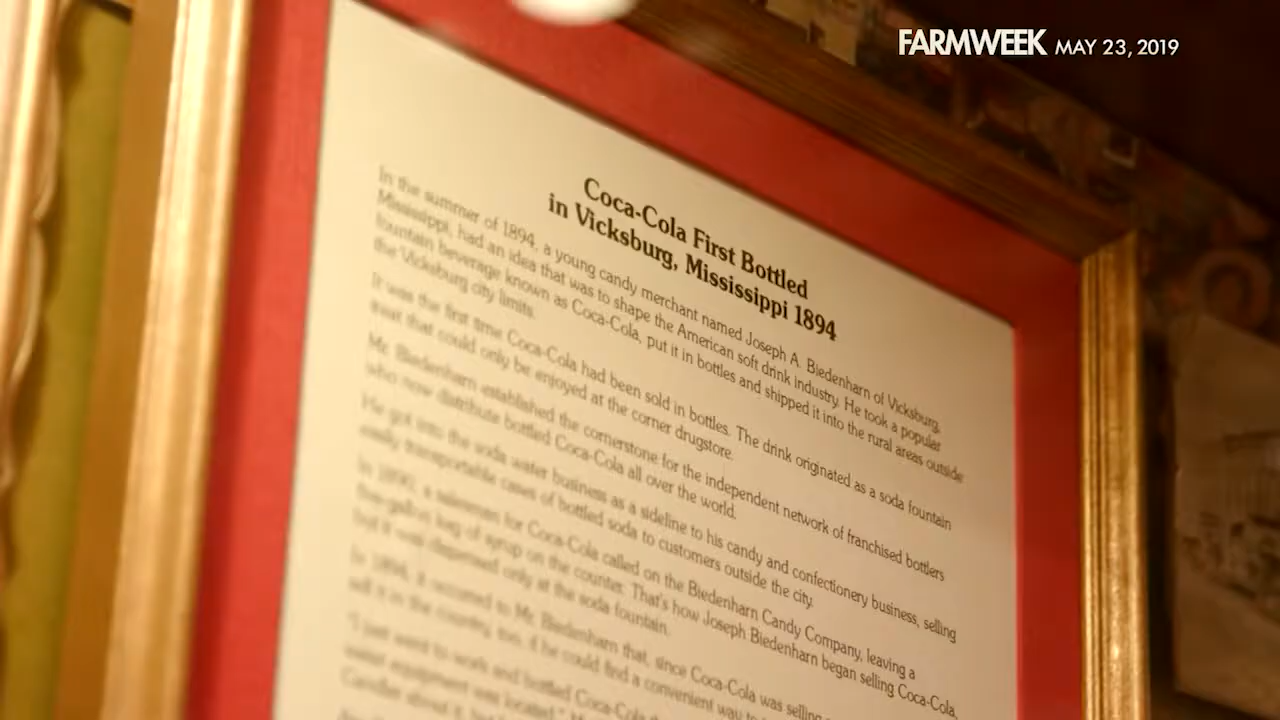 FARMWEEK MAY 23, 2019
Coca-Cola First Bottled
in Vicksburg, Mississippi 1894
In the summer of 1894, a young candy merchant named Joseph A. Biedenharn of Vicksburg,
Mississippi, had an idea that was to shape the American soft drink industry. He took a popular
fountain beverage known as Coca-Cola, put it in bottles and shipped it into the rural areas outside
the Vicksburg city limits.
It was the first time Coca-Cola had been sold in bottles. The drink originated as a soda fountain
treat that could only be enjoyed at the corner drugstore.
Mr. Biedenharn established the cornerstone for the independent network of franchised bottlers
who now distribute bottled Coca-Cola all over the world.
He got into the soda water business as a sideline to his candy and confectionery business, selling
easily transportable cases of bottled soda to customers outside the city.
In 1890, a salesman for Coca-Cola called on the Biedenharn Candy Company, leaving a
five-gallon keg of syrup on the counter. That's how Joseph Biedenharn began selling Coca-Cola,
but it was dispensed only at the soda fountain.
In 1894, it occurred to Mr. Biedenharn that, since Coca-Cola was selling
sell it in the country, too, if he could find a convenient way to
"I just went to work and bottled Coca-Cola
equipment was located."
Candler about it,